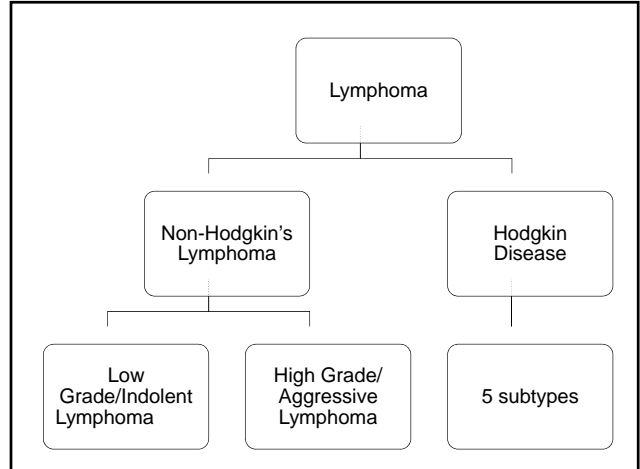 Lymphoma
Non-Hodgkin’s
Lymphoma
Hodgkin
Disease
Low
Grade/Indolent
Lymphoma
High Grade/
Aggressive
Lymphoma
5 subtypes